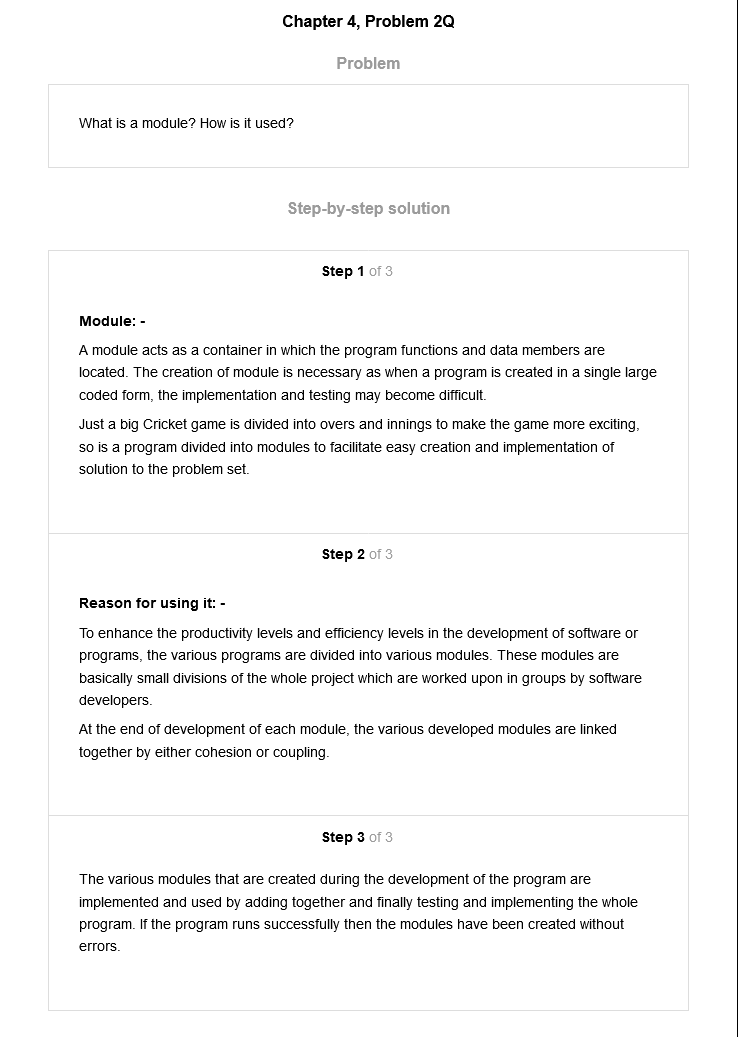 Chapter 4, Problem 2Q
Problem
What is a module? How is it used?
Step-by-step solution
Step 1 of 3
Module: -
A module acts as a container in which the program functions and data members are
located. The creation of module is necessary as when a program is created in a single large
coded form, the implementation and testing may become difficult.
Just a big Cricket game is divided into overs and innings to make the game more exciting,
so is a program divided into modules to facilitate easy creation and implementation of
solution to the problem set.
Step 2 of 3
Reason for using it: -
To enhance the productivity levels and efficiency levels in the development of software or
programs, the various programs are divided into various modules. These modules are
basically small divisions of the whole project which are worked upon in groups by software
developers.
At the end of development of each module, the various developed modules are linked
together by either cohesion or coupling.
Step 3 of 3
The various modules that are created during the development of the program are
implemented and used by adding together and finally testing and implementing the whole
program. If the program runs successfully then the modules have been created without
errors.